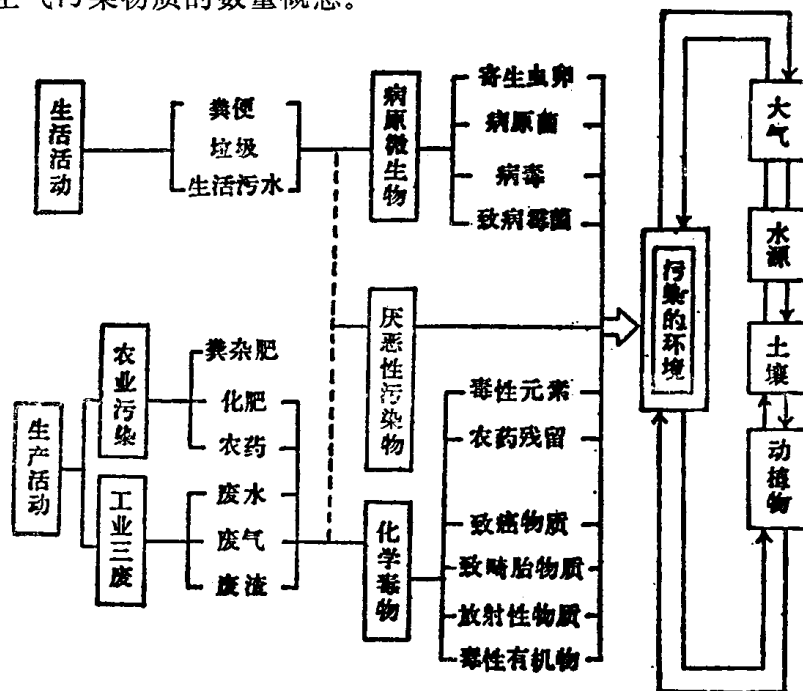 生气污染物质的数量概念。
生活活动
粪便
垃圾
生活污水
病原微生物
寄生虫卵
病原菌
病毒
致病霉菌
大气
水源
土壤
动植物
污染的环境
厌恶性污染物
生产活动
农业污染
粪杂肥
化肥
农药
工业三废
废水
废气
废渣
化学毒物
毒性元素
农药残留
致癌物质
致畸胎物质
放射性物质
毒性有机物